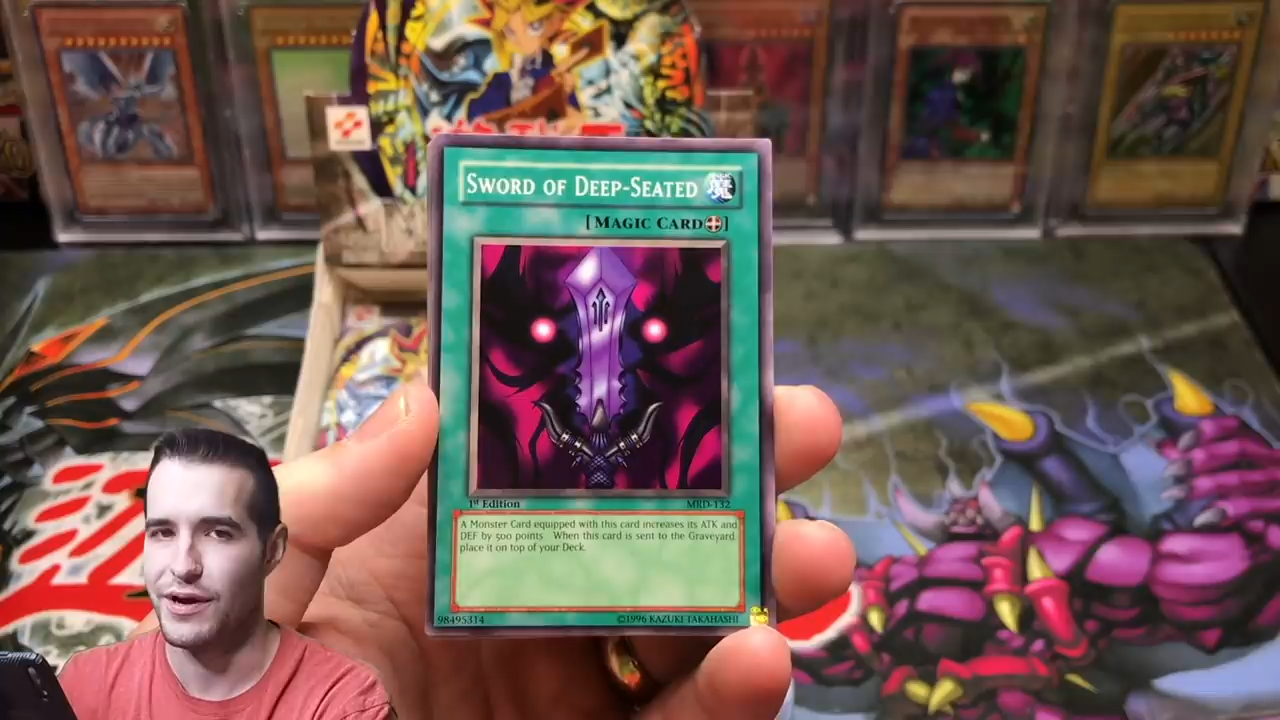 SWORD OF DEEP-SEATED
[MAGIC CARD]
1st Edition
MRD-132
A Monster Card equipped with this card increases its ATK and
DEF by 500 points When this card is sent to the Graveyard
place it on top of your Deck.
98495314
©1996 KAZUKI TAKAHASHI